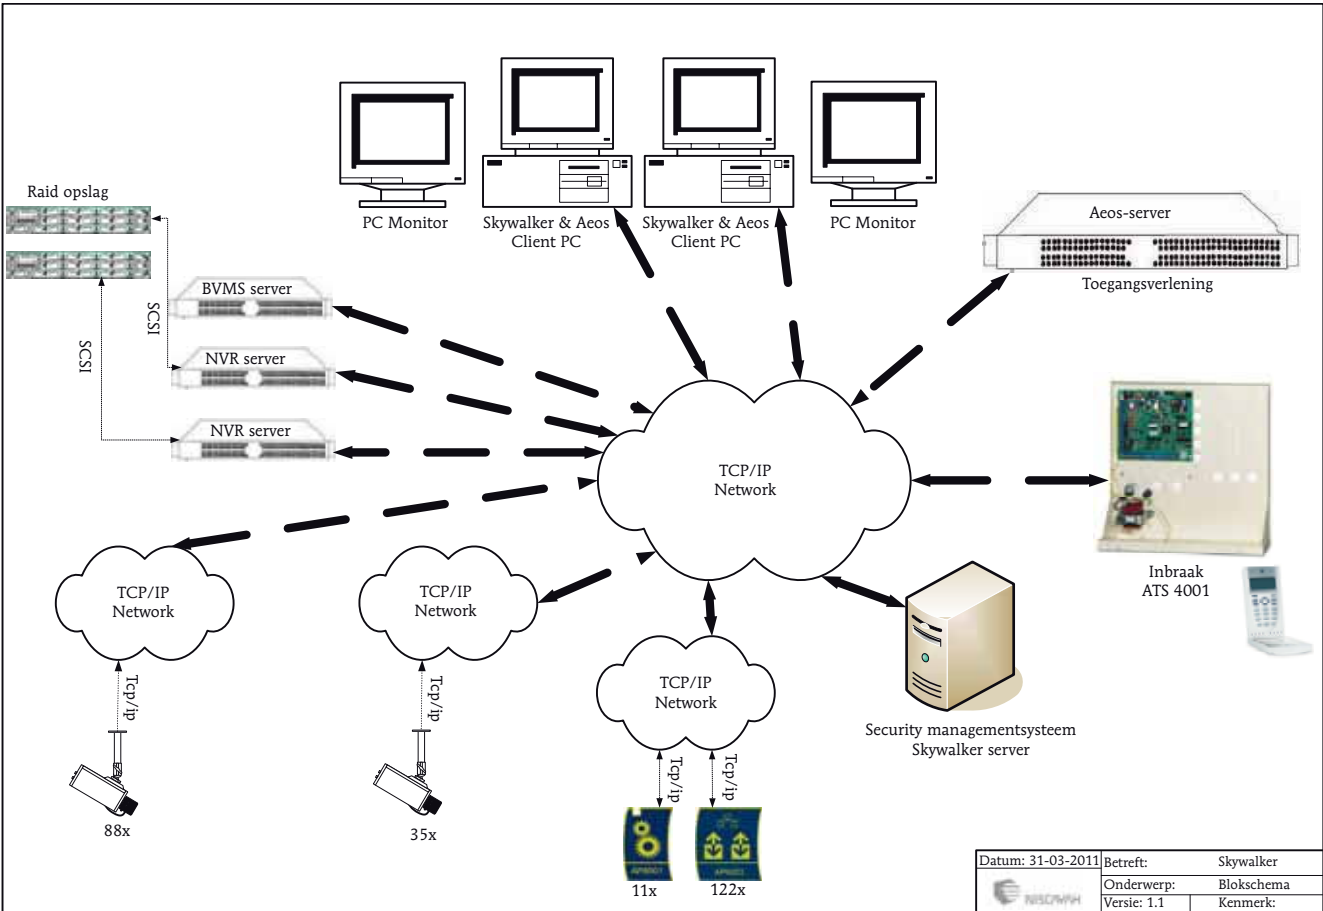 PC Monitor
Skywalker & Aeos
Client PC
Skywalker & Aeos
Client PC
PC Monitor
Raid opslag
Aeos-server
Toegangsverlening
BVMS server
SCSI
SCSI
NVR server
NVR server
TCP/IP
Network
Inbraak
ATS 4001
TCP/IP
Network
TCP/IP
Network
TCP/IP
Network
Tcp/ip
Tcp/ip
Security managementsysteem
Skywalker server
Tcp/ip
Tcp/ip
88x
35x
11x
122x
Datum: 31-03-2011
Betreft: Skywalker
Onderwerp: Blokschema
Versie: 1.1
Kenmerk: